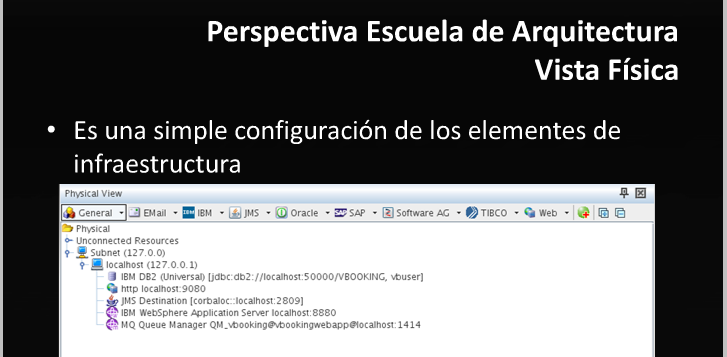 Perspectiva Escuela de Arquitectura
Vista Física
• Es una simple configuración de los elementes de
infraestructura
Physical View
General EMail IBM JMS Oracle SAP Software AG TIBCO Web
Physical
Unconnected Resources
Subnet (127.0.0)
localhost (127.0.0.1)
IBM DB2 (Universal) [jdbc:db2://localhost:50000/VBOOKING, vbuser]
http localhost:9080
JMS Destination [corbaloc::localhost:2809]
IBM WebSphere Application Server localhost:8880
MQ Queue Manager QM_vbooking@vbookingwebapp@localhost:1414